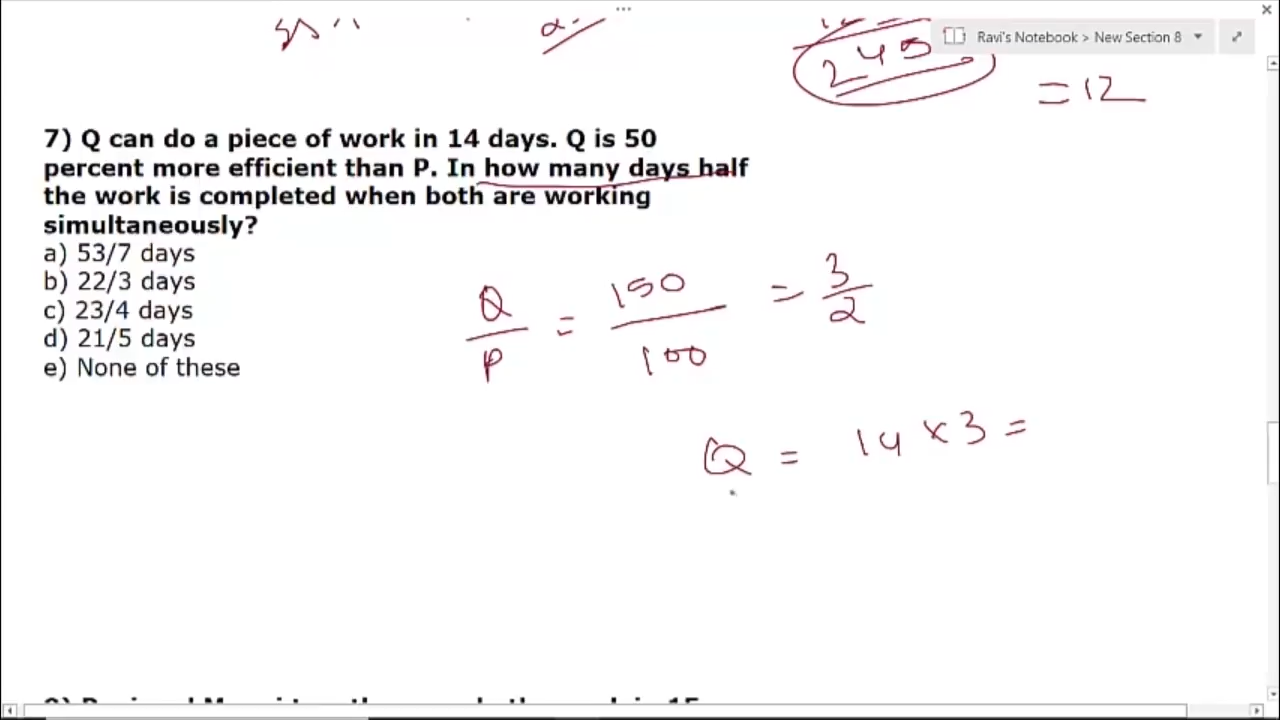 Ravi's Notebook > New Section 8
245
= 12
7) Q can do a piece of work in 14 days. Q is 50
percent more efficient than P. In how many days half
the work is completed when both are working
simultaneously?
a) 53/7 days
b) 22/3 days
c) 23/4 days
d) 21/5 days
e) None of these
Q/P = 150/100 = 3/2
Q = 14 × 3 =